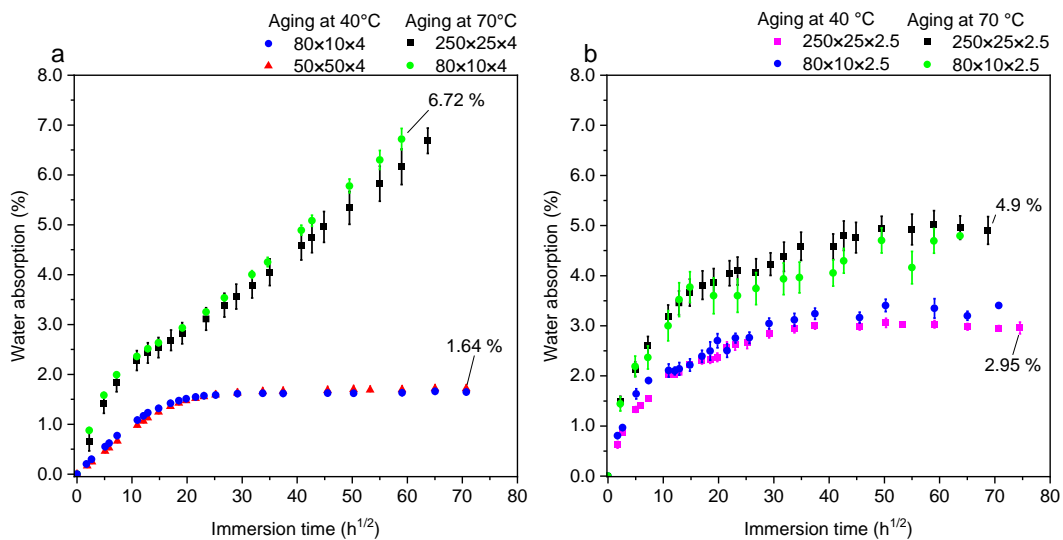 a
Aging at 40°C Aging at 70°C
80×10×4 250×25×4
50×50×4 80×10×4
6.72 %
1.64 %
8.0
7.0
6.0
5.0
4.0
3.0
2.0
1.0
0.0
Water absorption (%)
0 10 20 30 40 50 60 70 80
Immersion time (h1/2)
b
Aging at 40 °C Aging at 70 °C
250×25×2.5 250×25×2.5
80×10×2.5 80×10×2.5
4.9 %
2.95 %
8.0
7.0
6.0
5.0
4.0
3.0
2.0
1.0
0.0
Water absorption (%)
0 10 20 30 40 50 60 70 80
Immersion time (h1/2)